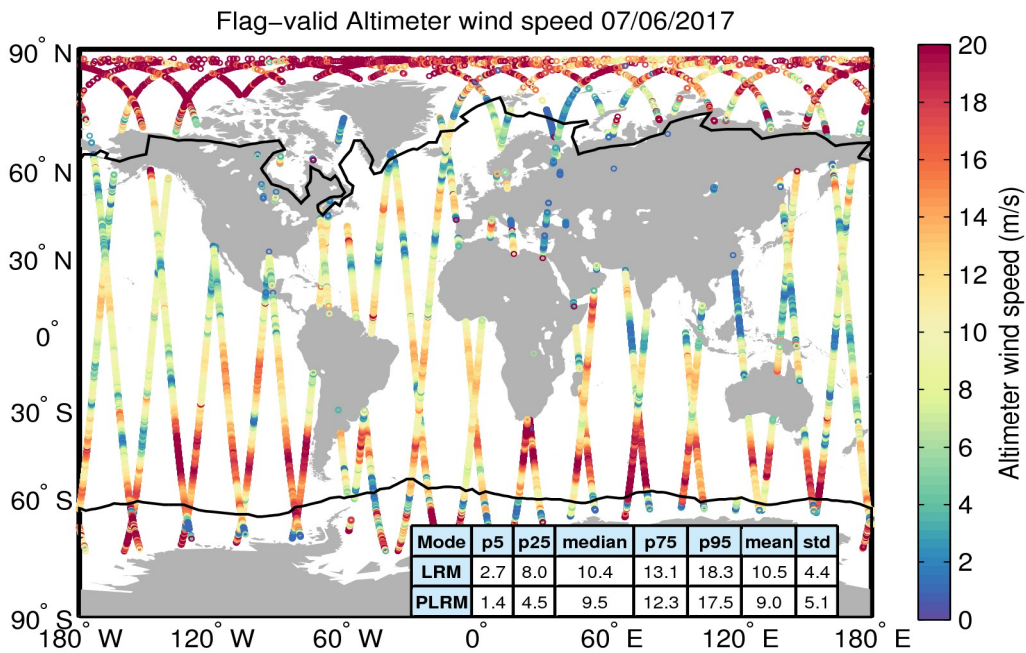 Flag−valid Altimeter wind speed 07/06/2017
90° N
60° N
30° N
0°
30° S
60° S
90° S
180° W
120° W
60° W
0°
60° E
120° E
180° E
Mode p5 p25 median p75 p95 mean std
LRM 2.7 8.0 10.4 13.1 18.3 10.5 4.4
PLRM 1.4 4.5 9.5 12.3 17.5 9.0 5.1
20
18
16
14
12
10
8
6
4
2
0
Altimeter wind speed (m/s)